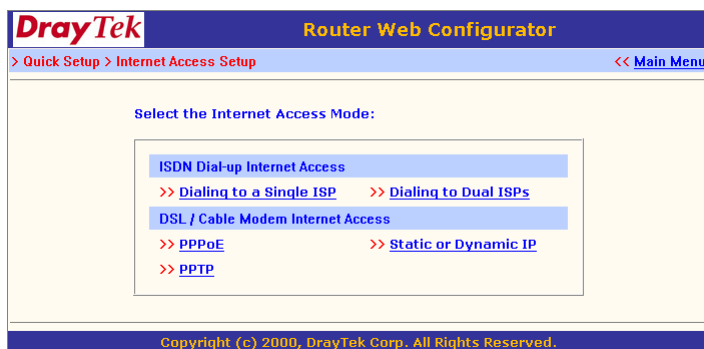 DrayTek Router Web Configurator
> Quick Setup > Internet Access Setup << Main Menu
Select the Internet Access Mode:
ISDN Dial-up Internet Access
>> Dialing to a Single ISP >> Dialing to Dual ISPs
DSL / Cable Modem Internet Access
>> PPPoE >> Static or Dynamic IP
>> PPTP
Copyright (c) 2000, DrayTek Corp. All Rights Reserved.